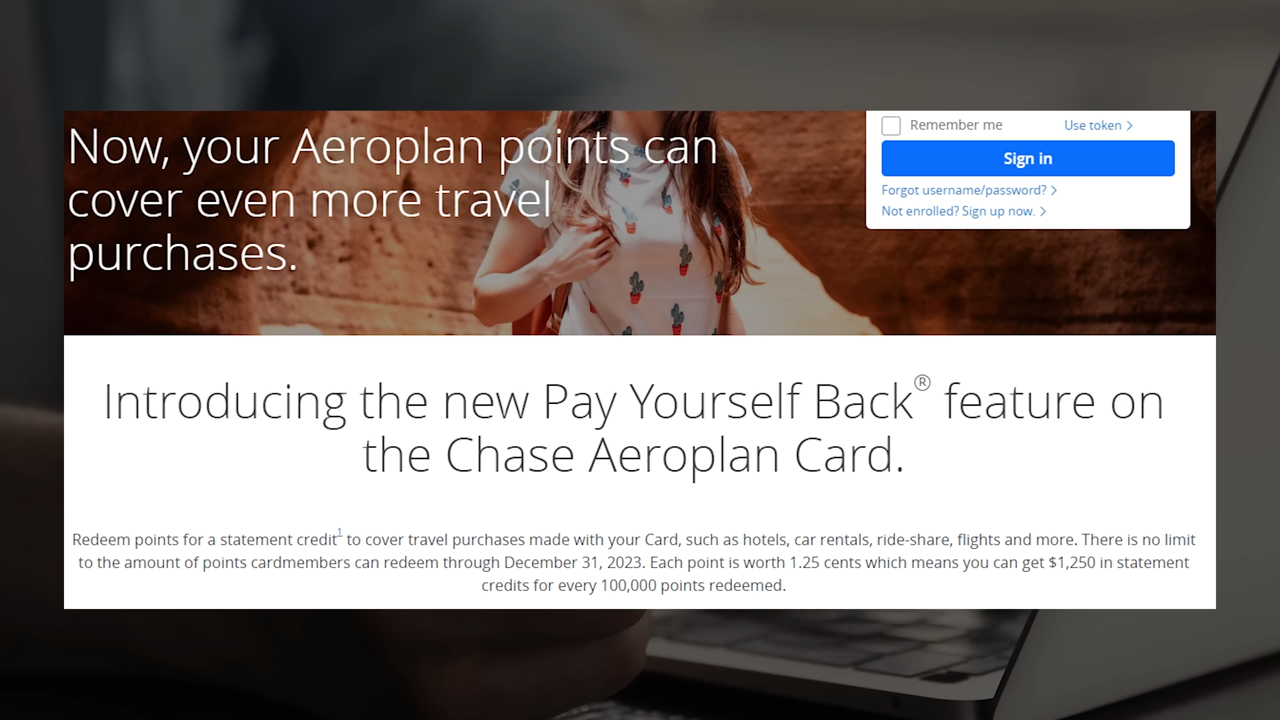 Now, your Aeroplan points can
cover even more travel
purchases.
Remember me
Use token >
Sign in
Forgot username/password? >
Not enrolled? Sign up now. >
Introducing the new Pay Yourself Back® feature on
the Chase Aeroplan Card.
Redeem points for a statement credit¹ to cover travel purchases made with your Card, such as hotels, car rentals, ride-share, flights and more. There is no limit
to the amount of points cardmembers can redeem through December 31, 2023. Each point is worth 1.25 cents which means you can get $1,250 in statement
credits for every 100,000 points redeemed.